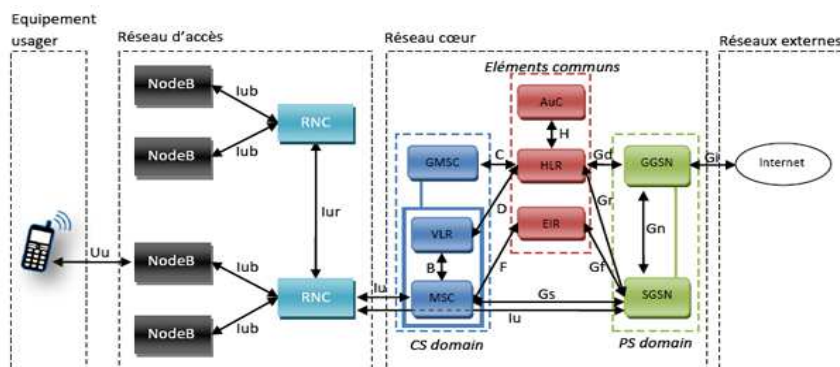 Equipement
usager
Réseau d'accès
Réseau cœur
Réseaux externes
Eléments communs
NodeB
Iub
RNC
NodeB
Iub
Iur
Uu
NodeB
Iub
RNC
NodeB
Iub
Iu
AuC
H
GMSC
C
HLR
Gd
GGSN
Gi
Internet
D
Gr
VLR
EIR
Gn
B
F
Gf
MSC
Gs
SGSN
Iu
CS domain
PS domain